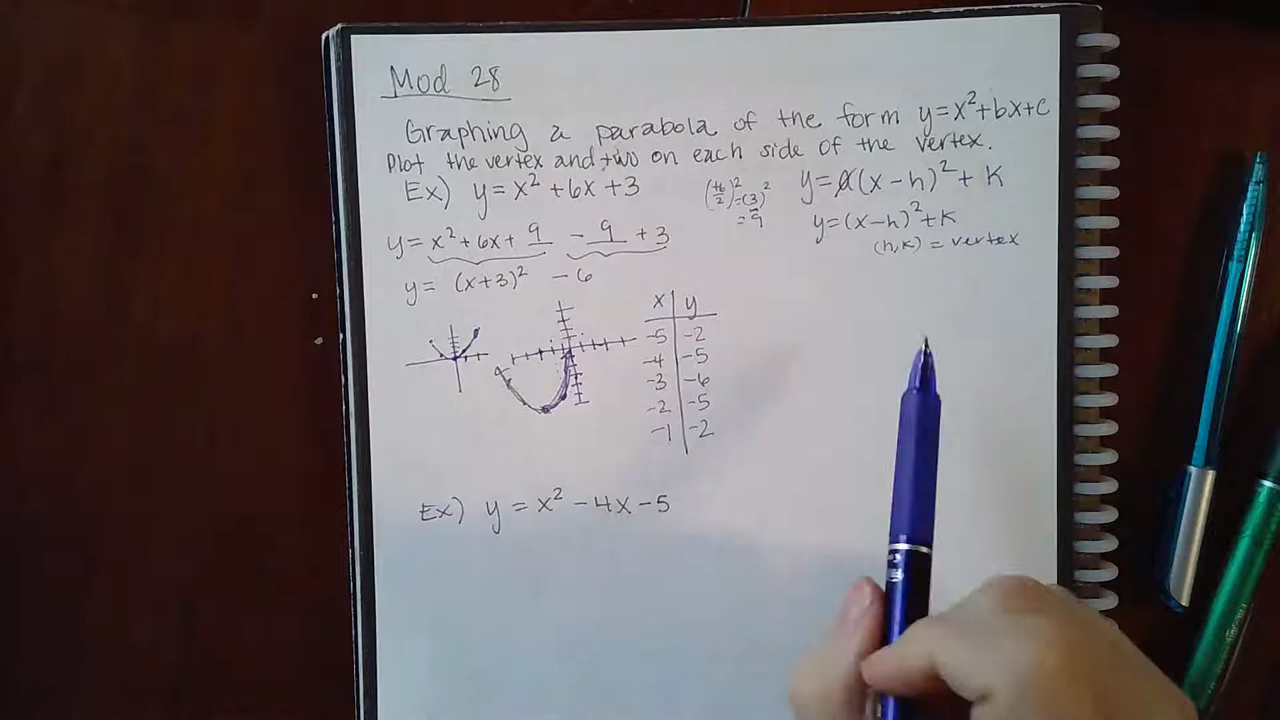 Mod 28
Graphing a parabola of the form y=x²+bx+c
Plot the vertex and two on each side of the vertex.
Ex) y=x²+6x+3
(+6/2)²=(3)²
=9
y=a(x-h)²+k
y=(x-h)²+k
(h,k) = vertex
y=x²+6x+9 -9+3
y= (x+3)² -6
x y
-5 -2
-4 -5
-3 -6
-2 -5
-1 -2
Ex) y=x²-4x-5